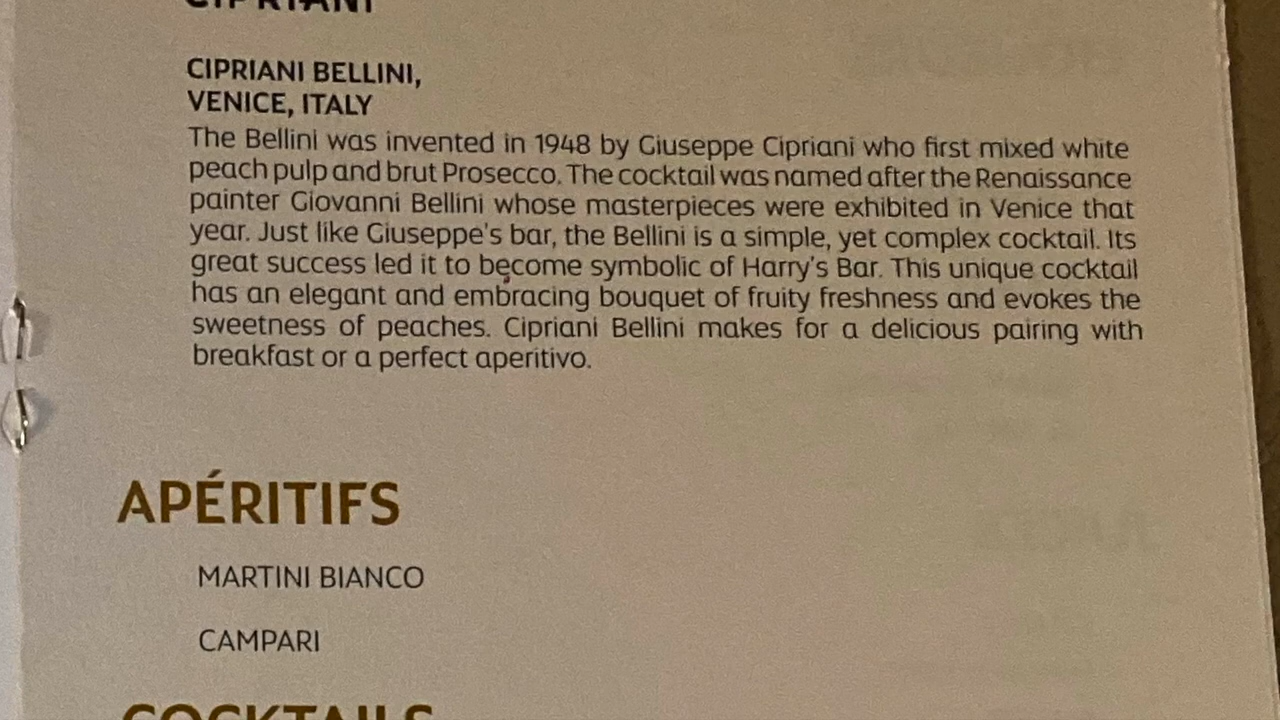 CIPRIANI
CIPRIANI BELLINI,
VENICE, ITALY
The Bellini was invented in 1948 by Giuseppe Cipriani who first mixed white
peach pulp and brut Prosecco. The cocktail was named after the Renaissance
painter Giovanni Bellini whose masterpieces were exhibited in Venice that
year. Just like Giuseppe's bar, the Bellini is a simple, yet complex cocktail. Its
great success led it to become symbolic of Harry's Bar. This unique cocktail
has an elegant and embracing bouquet of fruity freshness and evokes the
sweetness of peaches. Cipriani Bellini makes for a delicious pairing with
breakfast or a perfect aperitivo.
APÉRITIFS
MARTINI BIANCO
CAMPARI
COCKTAILS